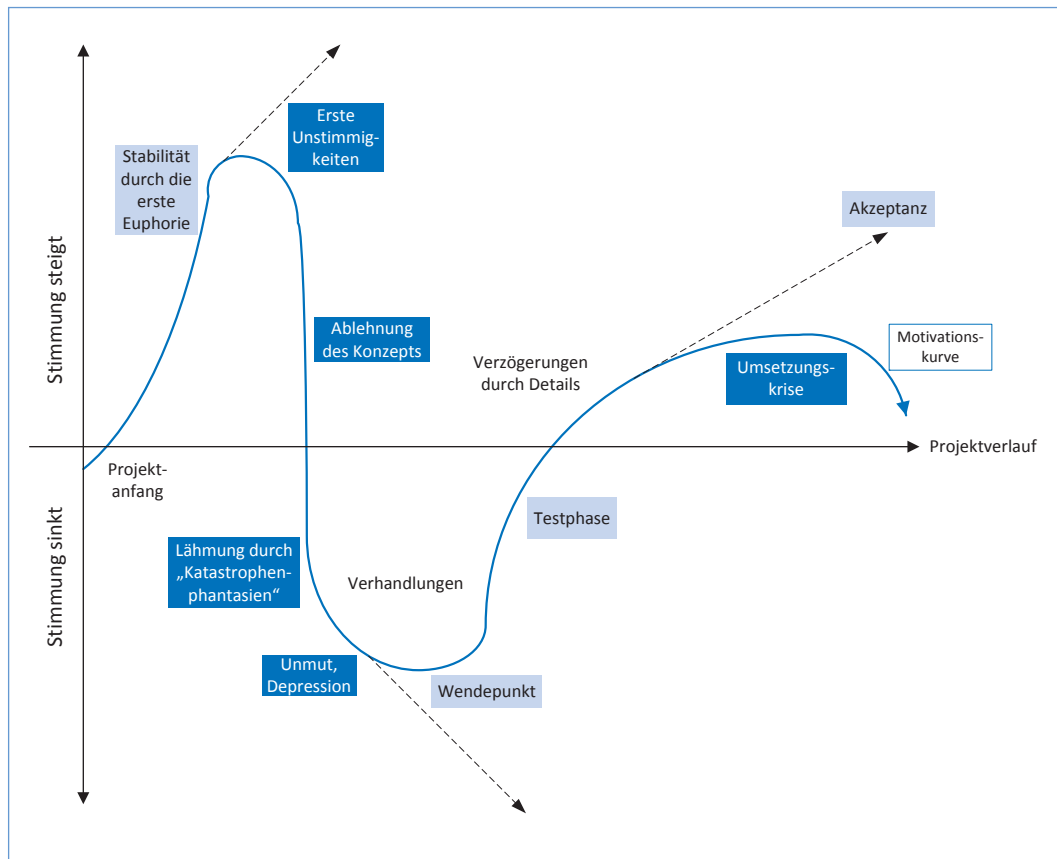 Erste
Unstimmig-
keiten
Stabilität
durch die
erste
Euphorie
Akzeptanz
Stimmung steigt
Ablehnung
des Konzepts
Verzögerungen
durch Details
Umsetzungs-
krise
Motivations-
kurve
Projektverlauf
Projekt-
anfang
Stimmung sinkt
Testphase
Lähmung durch
„Katastrophen-
phantasien“
Verhandlungen
Unmut,
Depression
Wendepunkt